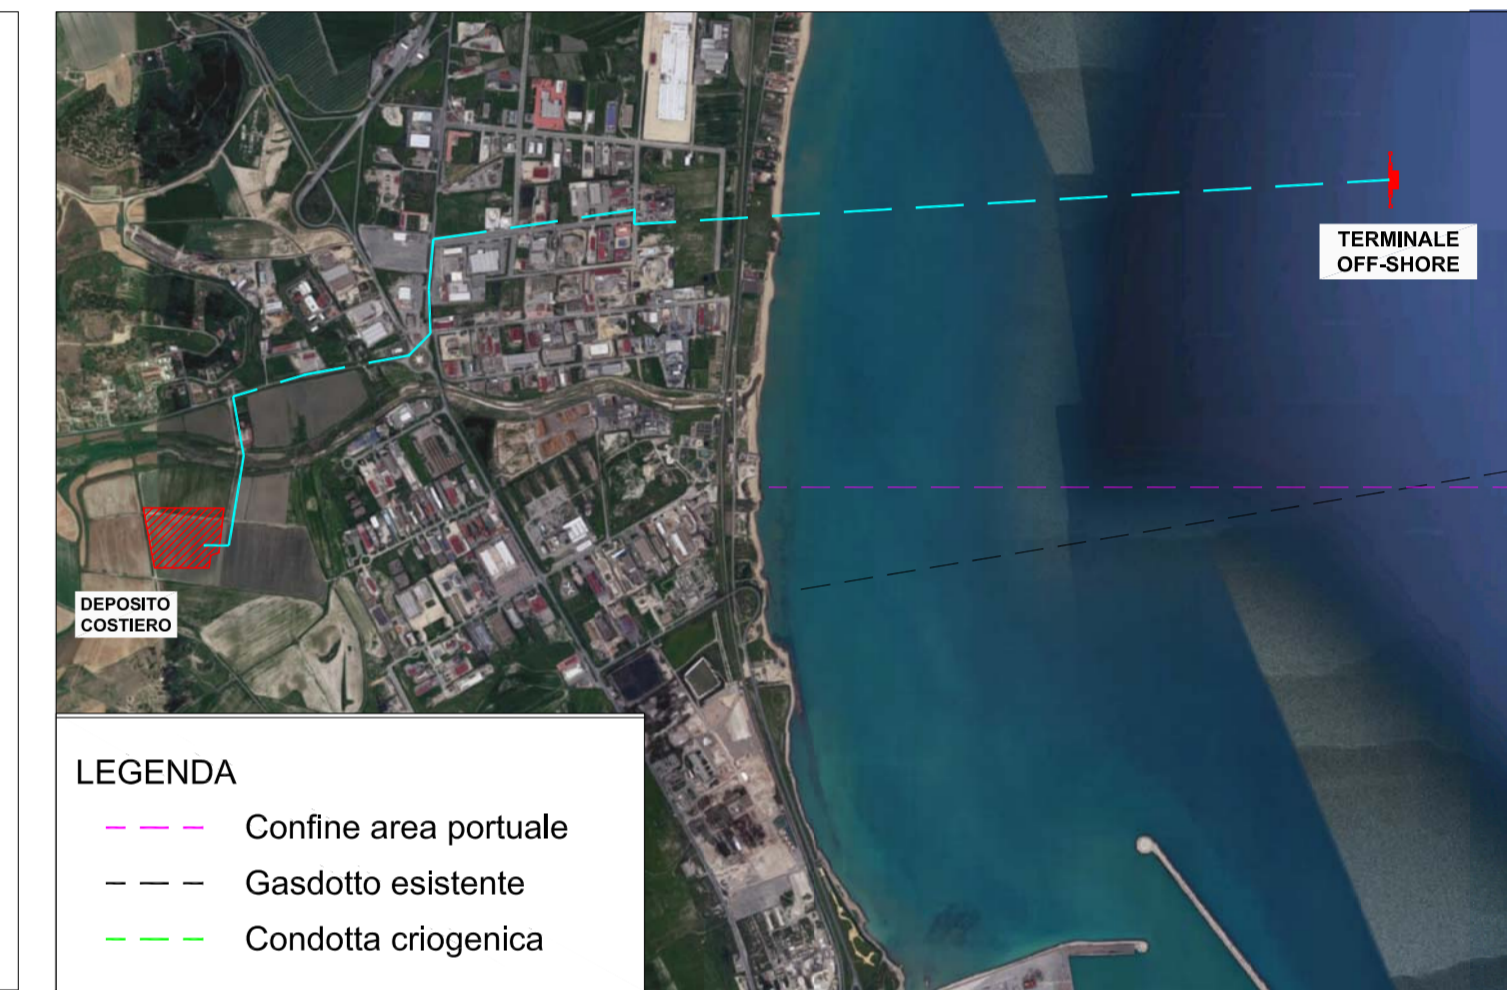 TERMINALE
OFF-SHORE
DEPOSITO
COSTIERO
LEGENDA
Confine area portuale
Gasdotto esistente
Condotta criogenica